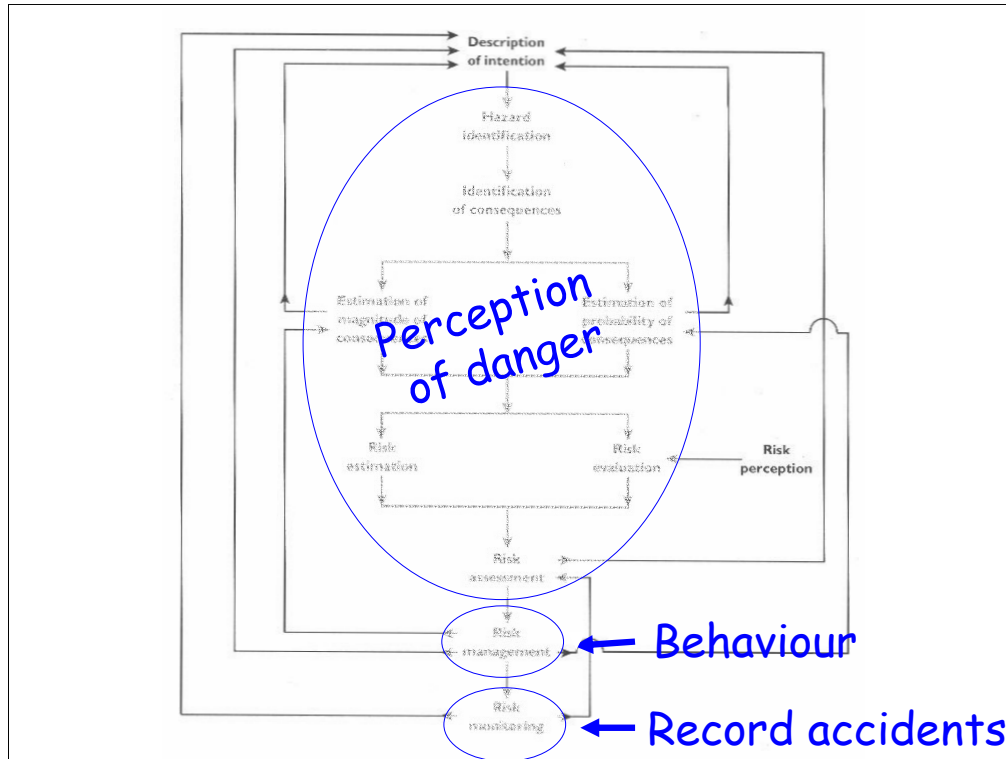 Description
of intention
Hazard
identification
Identification
of consequences
Estimation of
magnitude of
consequences
Estimation of
probability of
consequences
Perception
of danger
Risk
estimation
Risk
evaluation
Risk
perception
Risk
assessment
Risk
management
Behaviour
Risk
monitoring
Record accidents